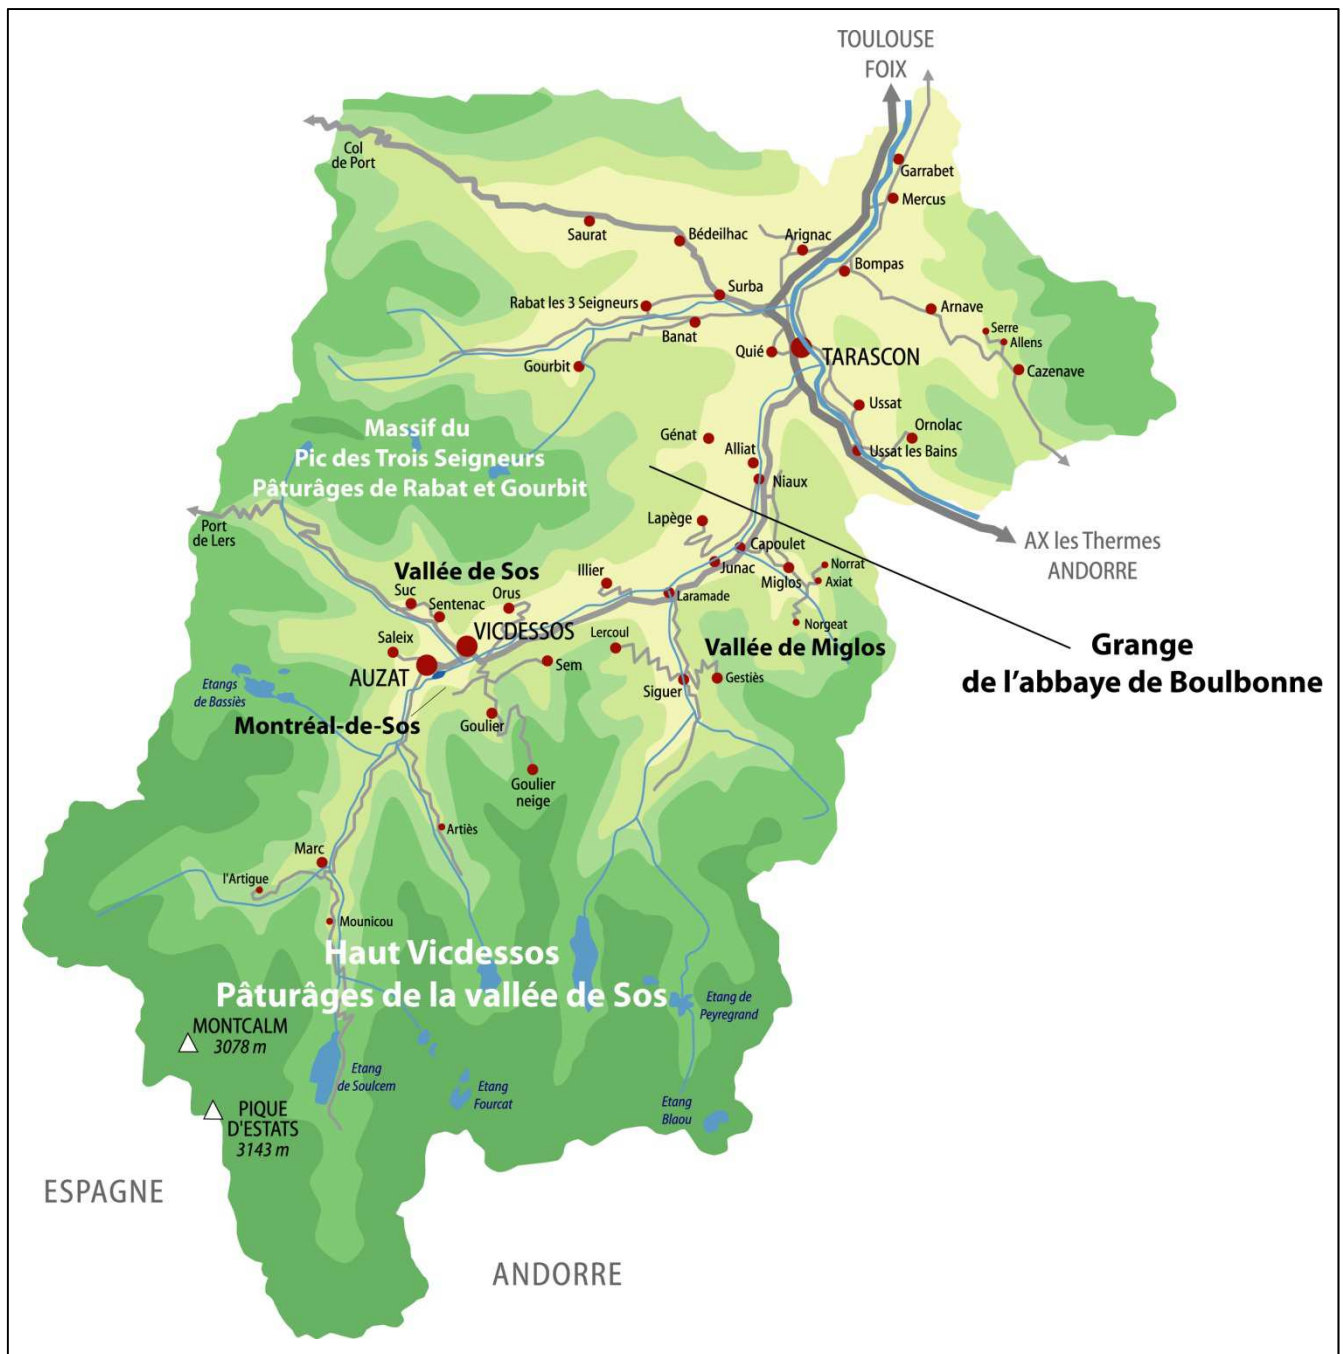 TOULOUSE
FOIX
Col
de Port
Garrabet
Mercus
Saurat
Bédeilhac
Arignac
Bompas
Surba
Rabat les 3 Seigneurs
Banat
Arnave
Serre
Allens
Quié
TARASCON
Cazenave
Gourbit
Ussat
Massif du
Pic des Trois Seigneurs
Pâturâges de Rabat et Gourbit
Génat
Alliat
Ornolac
Ussat les Bains
Niaux
Port
de Lers
Lapège
Capoulet
AX les Thermes
ANDORRE
Vallée de Sos
Illier
Junac
Miglos
Norrat
Axiat
Suc
Sentenac
Orus
Laramade
Norgeat
Saleix
VICDESSOS
Lercoul
Vallée de Miglos
Grange
de l'abbaye de Boulbonne
AUZAT
Sem
Siguer
Gestiès
Etangs
de Bassiès
Montréal-de-Sos
Goulier
Goulier
neige
Artiès
Marc
l'Artigue
Mounicou
Haut Vicdessos
Pâturâges de la vallée de Sos
Etang de
Peyregrand
MONTCALM
3078 m
Etang
de Soulcem
Etang
Fourcat
Etang
Blaou
PIQUE
D'ESTATS
3143 m
ESPAGNE
ANDORRE